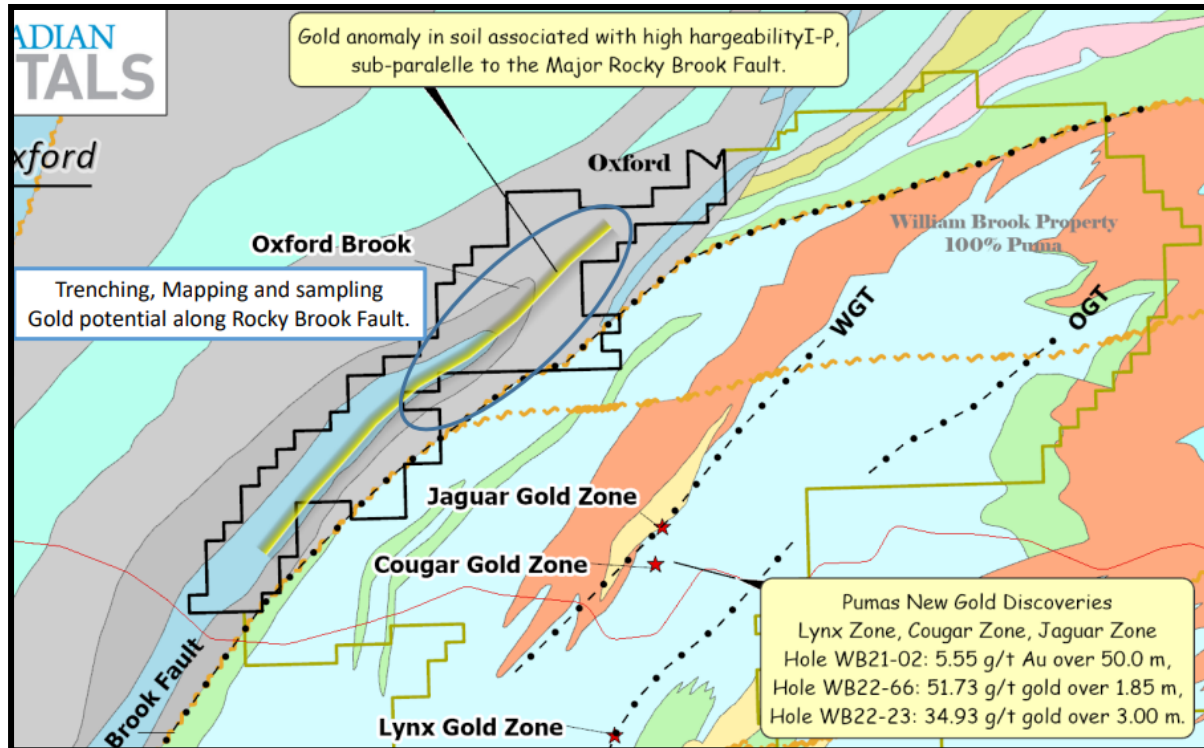 ADIAN
TALS
xford
Gold anomaly in soil associated with high hargeabilityI-P,
sub-paralelle to the Major Rocky Brook Fault.
Oxford
Oxford Brook
William Brook Property
100% Puma
Trenching, Mapping and sampling
Gold potential along Rocky Brook Fault.
WGT
OGT
Jaguar Gold Zone
Cougar Gold Zone
Pumas New Gold Discoveries
Lynx Zone, Cougar Zone, Jaguar Zone
Hole WB21-02: 5.55 g/t Au over 50.0 m,
Hole WB22-66: 51.73 g/t gold over 1.85 m,
Hole WB22-23: 34.93 g/t gold over 3.00 m.
Brook Fault
Lynx Gold Zone